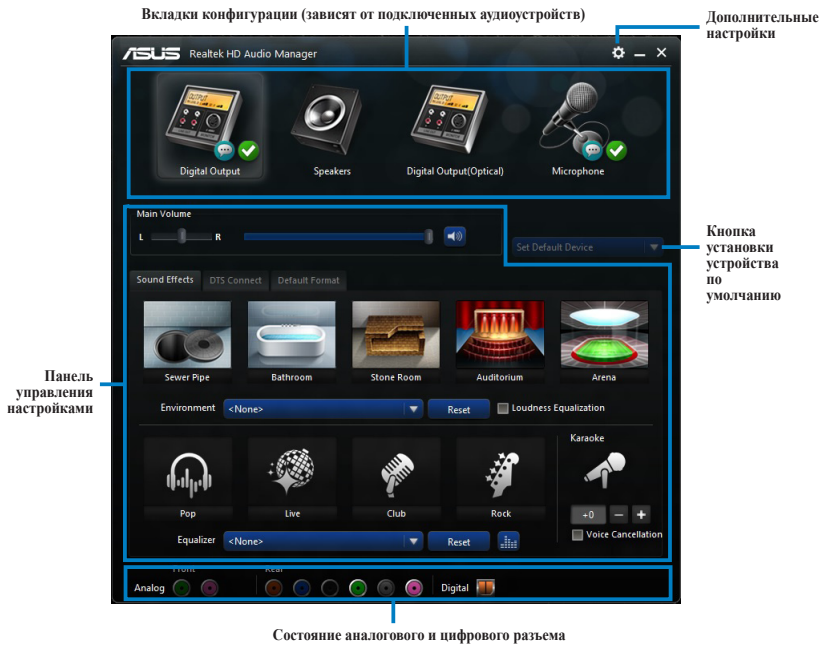 Вкладки конфигурации (зависят от подключенных аудиоустройств)
Дополнительные
настройки
ASUS Realtek HD Audio Manager
OUTPUT
OUTPUT
Digital Output
Speakers
Digital Output(Optical)
Microphone
Main Volume
L
R
Set Default Device
Кнопка
установки
устройства
по
умолчанию
Sound Effects
DTS Connect
Default Format
Sewer Pipe
Bathroom
Stone Room
Auditorium
Arena
Панель
управления
настройками
Environment
<None>
Reset
Loudness Equalization
Karaoke
Pop
Live
Club
Rock
+0
Equalizer
<None>
Reset
Voice Cancellation
Front
Rear
Analog
Digital
Состояние аналогового и цифрового разъема